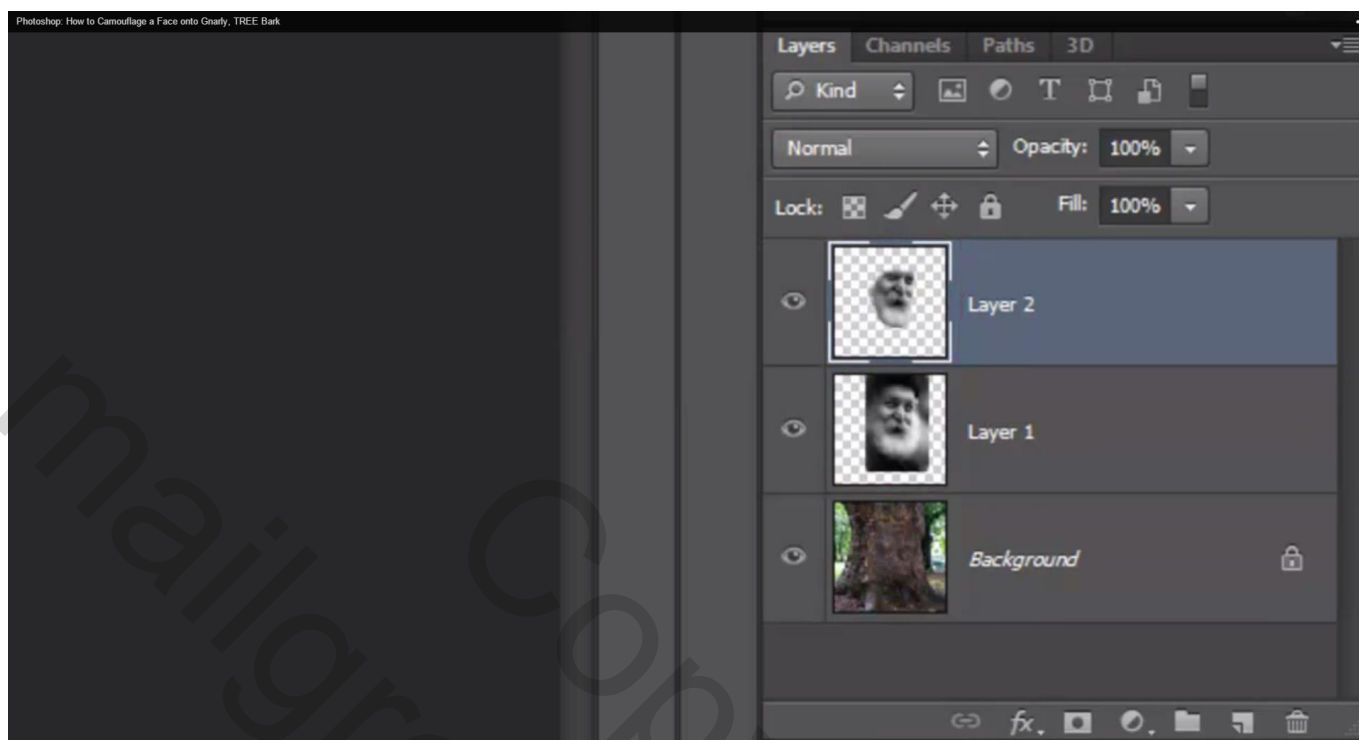 Photoshop: How to Camouflage a Face onto Gnarly, TREE Bark
Layers Channels Paths 3D
Kind T
Normal Opacity: 100%
Lock: Fill: 100%
Layer 2
Layer 1
Background
fx